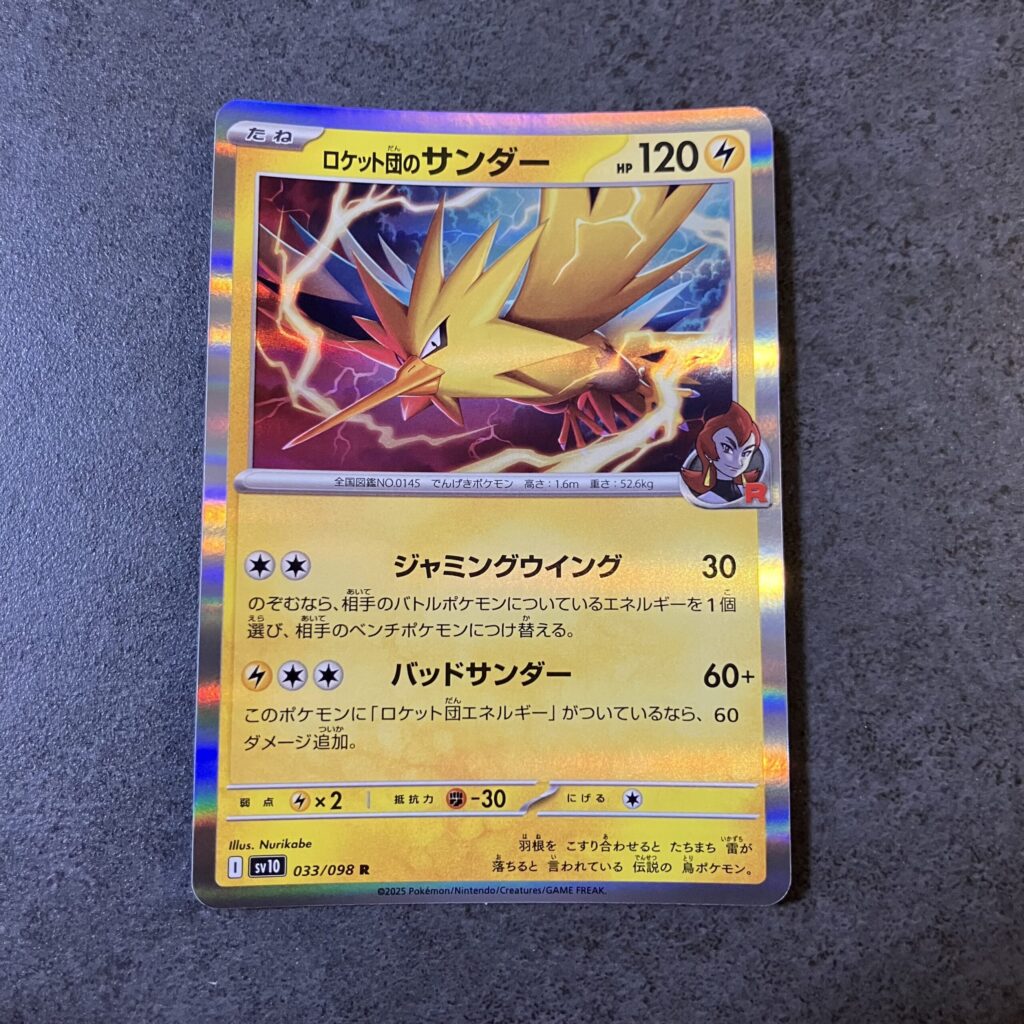 たね
ロケット団のサンダー HP 120
全国図鑑NO.0145 でんげきポケモン 高さ：1.6m 重さ：52.6kg
R
ジャミングウイング 30
のぞむなら、相手のバトルポケモンについているエネルギーを1個
選び、相手のベンチポケモンにつけ替える。
バッドサンダー 60+
このポケモンに「ロケット団エネルギー」がついているなら、60
ダメージ追加。
弱点 ×2 抵抗力 -30 にげる
Illus. Nurikabe
羽根を こすり合わせると たちまち 雷が
落ちると 言われている 伝説の 鳥ポケモン。
I sv10 033/098 R
©2025 Pokémon/Nintendo/Creatures/GAME FREAK.